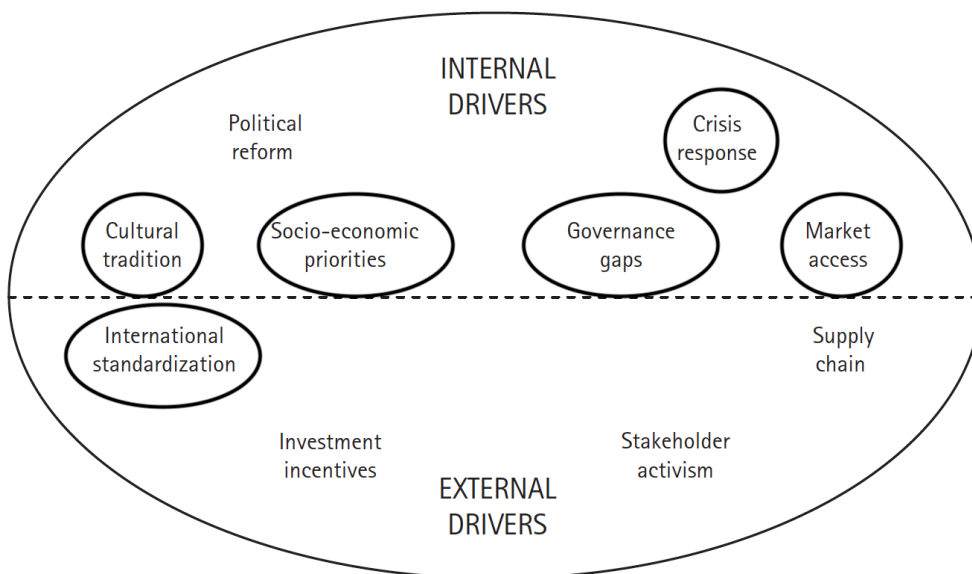 INTERNAL
DRIVERS
Political
reform
Crisis
response
Cultural
tradition
Socio-economic
priorities
Governance
gaps
Market
access
International
standardization
Supply
chain
Investment
incentives
Stakeholder
activism
EXTERNAL
DRIVERS